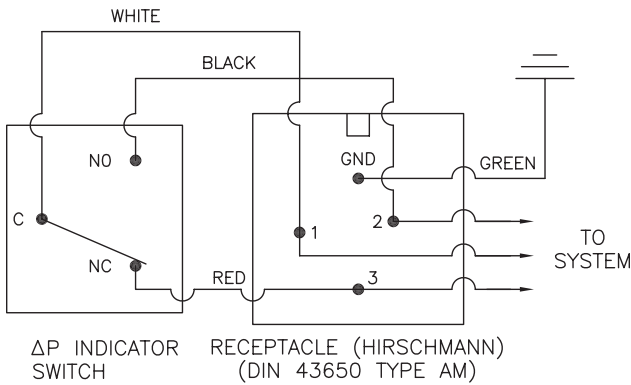 WHITE
BLACK
NO
GND
GREEN
C
1
2
NC
TO
SYSTEM
RED
3
ΔP INDICATOR
SWITCH
RECEPTACLE (HIRSCHMANN)
(DIN 43650 TYPE AM)